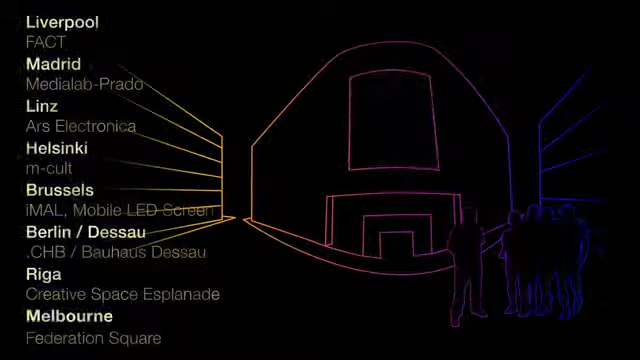 Liverpool
FACT
Madrid
Medialab-Prado
Linz
Ars Electronica
Helsinki
m-cult
Brussels
iMAL, Mobile LED Screen
Berlin / Dessau
.CHB / Bauhaus Dessau
Riga
Creative Space Esplanade
Melbourne
Federation Square